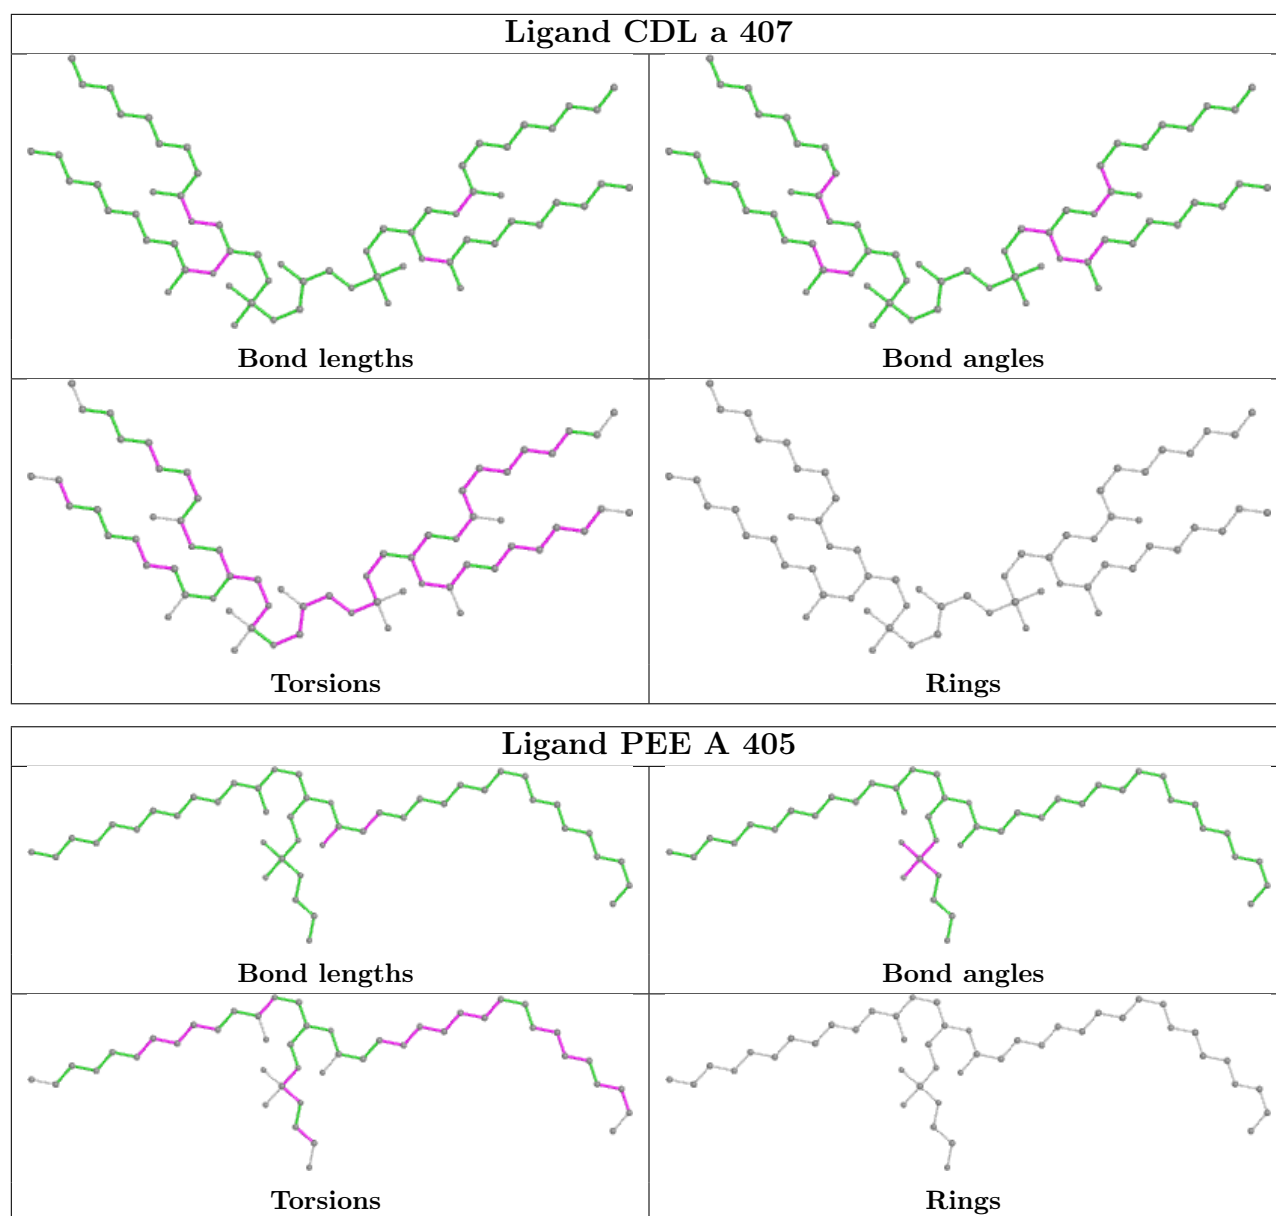 Ligand CDL a 407
Bond lengths
Bond angles
Torsions
Rings
Ligand PEE A 405
Bond lengths
Bond angles
Torsions
Rings